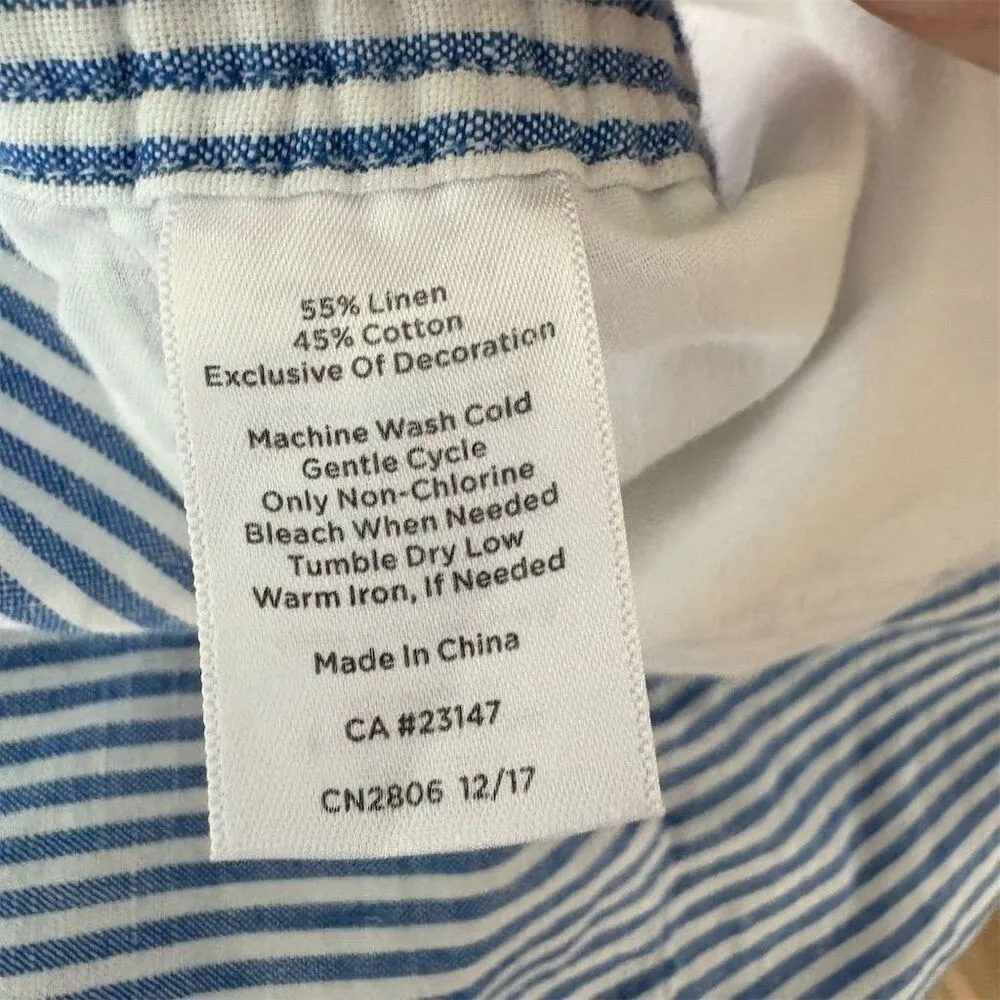 55% Linen
45% Cotton
Exclusive Of Decoration
Machine Wash Cold
Gentle Cycle
Only Non-Chlorine
Bleach When Needed
Tumble Dry Low
Warm Iron, If Needed
Made In China
CA #23147
CN2806 12/17